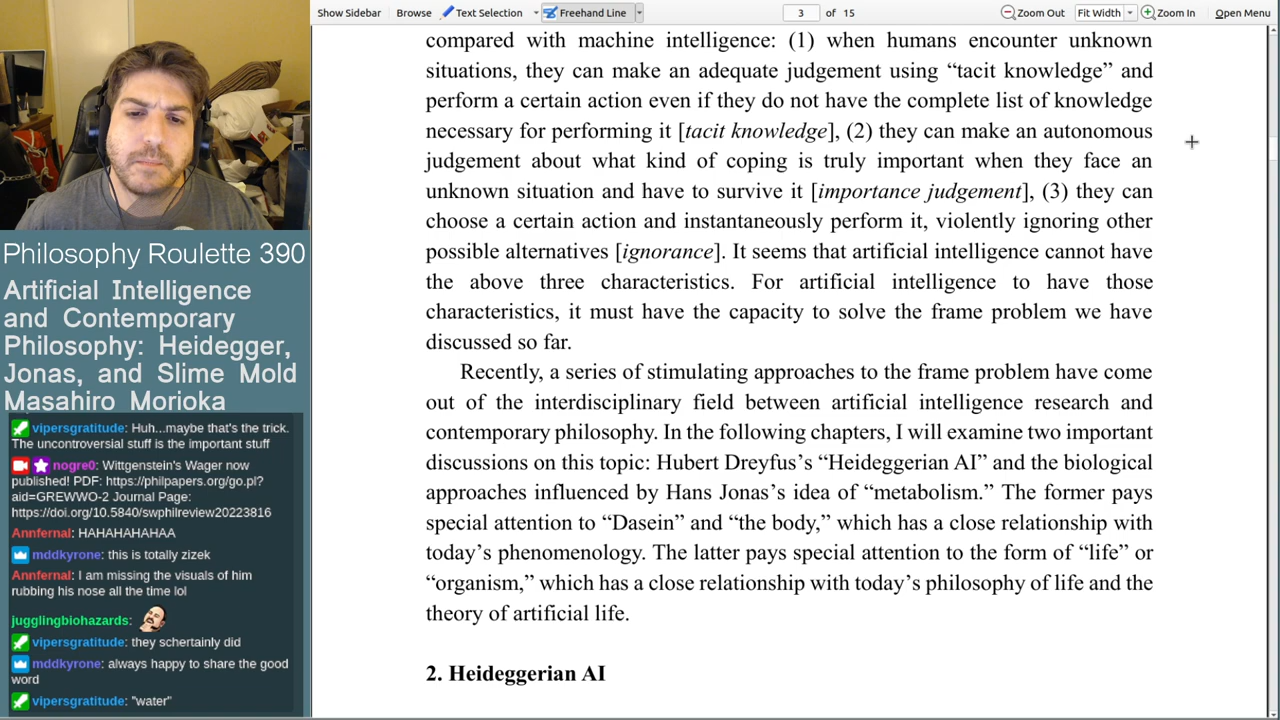 Show Sidebar Browse Text Selection Freehand Line 3 of 15 Zoom Out Fit Width Zoom In Open Menu
compared with machine intelligence: (1) when humans encounter unknown
situations, they can make an adequate judgement using “tacit knowledge” and
perform a certain action even if they do not have the complete list of knowledge
necessary for performing it [tacit knowledge], (2) they can make an autonomous
judgement about what kind of coping is truly important when they face an
unknown situation and have to survive it [importance judgement], (3) they can
choose a certain action and instantaneously perform it, violently ignoring other
possible alternatives [ignorance]. It seems that artificial intelligence cannot have
the above three characteristics. For artificial intelligence to have those
characteristics, it must have the capacity to solve the frame problem we have
discussed so far.
Recently, a series of stimulating approaches to the frame problem have come
out of the interdisciplinary field between artificial intelligence research and
contemporary philosophy. In the following chapters, I will examine two important
discussions on this topic: Hubert Dreyfus’s “Heideggerian AI” and the biological
approaches influenced by Hans Jonas’s idea of “metabolism.” The former pays
special attention to “Dasein” and “the body,” which has a close relationship with
today’s phenomenology. The latter pays special attention to the form of “life” or
“organism,” which has a close relationship with today’s philosophy of life and the
theory of artificial life.
2. Heideggerian AI
Philosophy Roulette 390
Artificial Intelligence
and Contemporary
Philosophy: Heidegger,
Jonas, and Slime Mold
Masahiro Morioka
vipersgratitude: Huh...maybe that's the trick.
The uncontroversial stuff is the important stuff
nogre0: Wittgenstein's Wager now
published! PDF: https://philpapers.org/go.pl?
aid=GREWWO-2 Journal Page:
https://doi.org/10.5840/swphilreview20223816
Annfernal: HAHAHAHAHAA
mddkyrone: this is totally zizek
Annfernal: I am missing the visuals of him
rubbing his nose all the time lol
jugglingbiohazards:
vipersgratitude: they schertainly did
mddkyrone: always happy to share the good
word
vipersgratitude: "water"